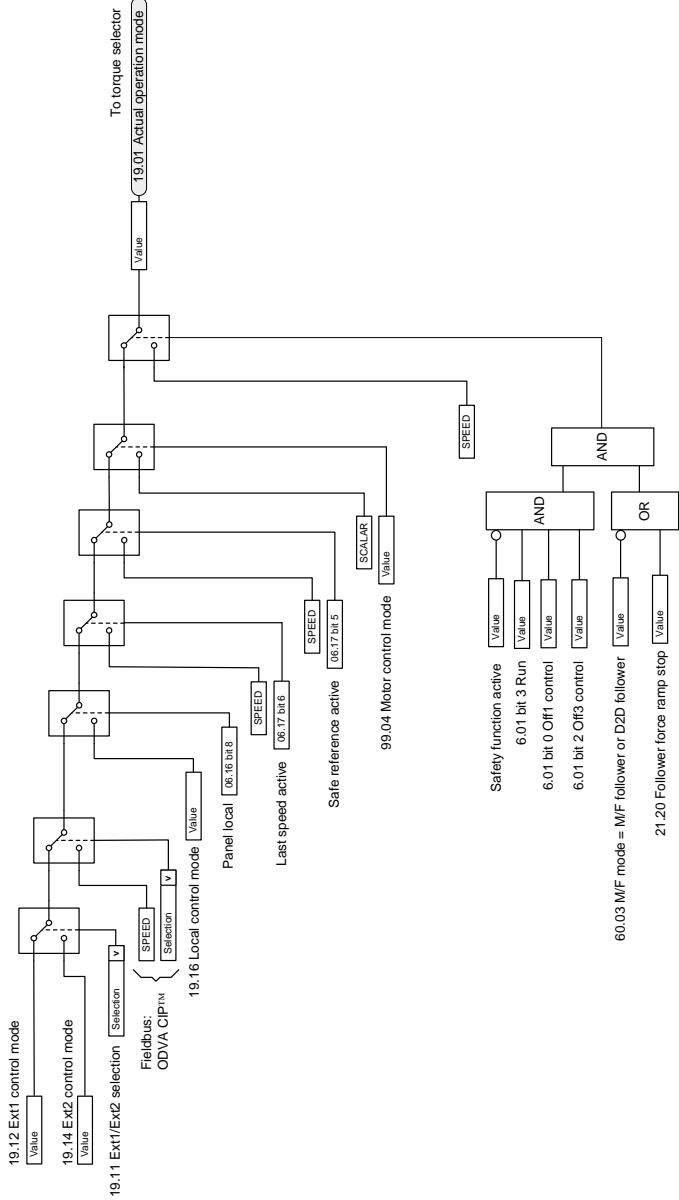 19.12 Ext1 control mode
Value
19.14 Ext2 control mode
Value
19.11 Ext1/Ext2 selection
Selection
v
Fieldbus:
ODVA CIP™
SPEED
Selection
v
19.16 Local control mode
Value
Panel local
06.16 bit 8
SPEED
Last speed active
06.17 bit 6
SPEED
Safe reference active
06.17 bit 5
SCALAR
99.04 Motor control mode
Value
SPEED
Value
19.01 Actual operation mode
To torque selector
Safety function active
Value
6.01 bit 3 Run
Value
6.01 bit 0 Off1 control
Value
6.01 bit 2 Off3 control
Value
AND
60.03 M/F mode = M/F follower or D2D follower
Value
21.20 Follower force ramp stop
Value
OR
AND